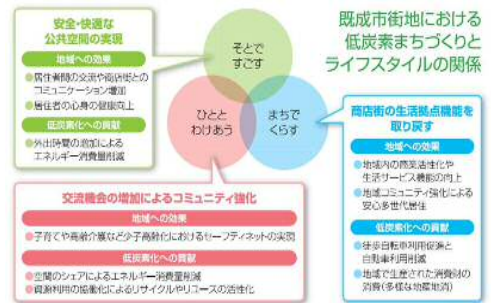 既成市街地における
低炭素まちづくりと
ライフスタイルの関係
安全・快適な
公共空間の実現
地域への効果
●居住者間の交流や商店街との
コミュニケーション増加
●居住者の心身の健康向上
低炭素化への貢献
●外出時間の増加による
エネルギー消費量削減
そとで
すごす
ひとと
わけあう
まちで
くらす
商店街の生活拠点機能を
取り戻す
地域への効果
●地域内の商業活性化や
生活サービス機能の向上
●地域コミュニティ強化による
安心多世代居住
低炭素化への貢献
●徒歩自転車利用促進と
自動車利用削減
●地域で生産された消費財の
消費(多様な地産地消)
交流機会の増加によるコミュニティ強化
地域への効果
●子育てや高齢介護など少子高齢化におけるセーフティネットの実現
低炭素化への貢献
●空間のシェアによるエネルギー消費量削減
●資源利用の協働化によるリサイクルやリユースの活性化